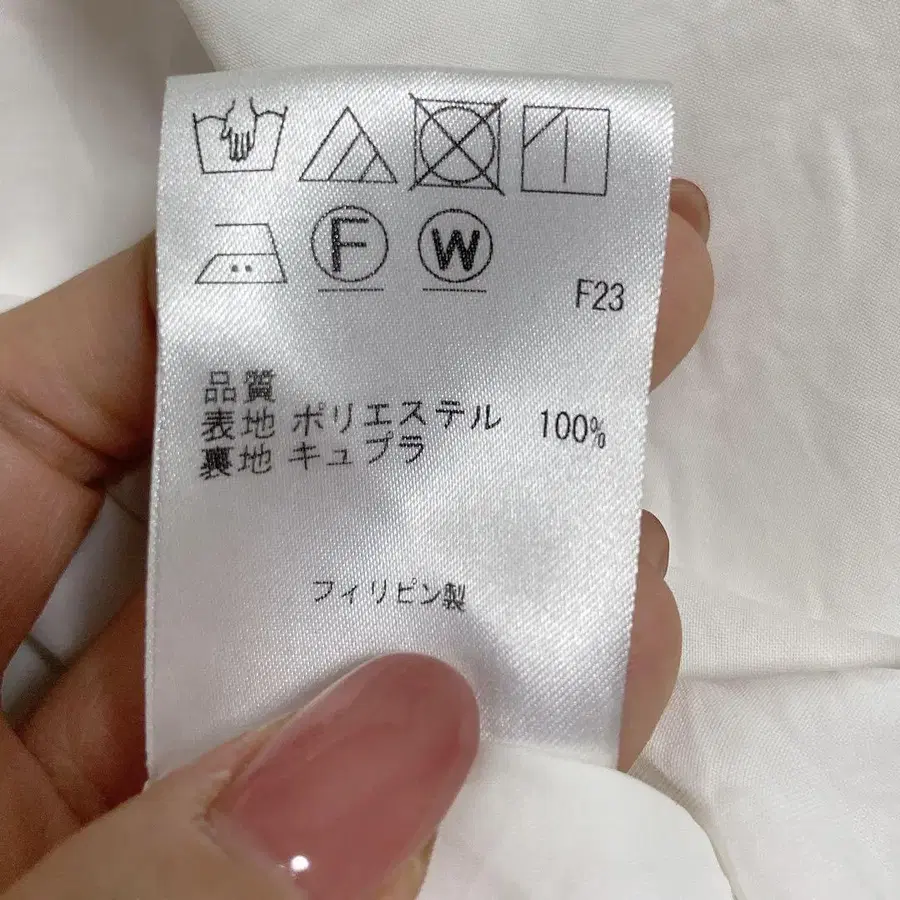 F W
F23
品質
表地 ポリエステル 100%
裏地 キュプラ
フィリピン製